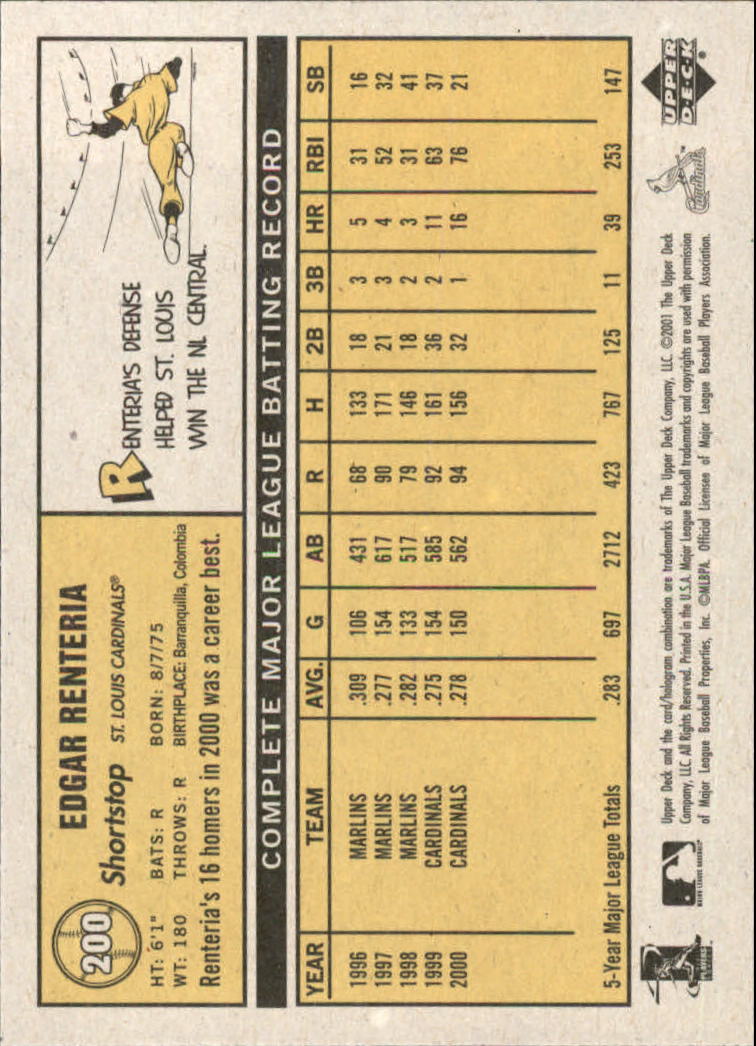 200
EDGAR RENTERIA
Shortstop ST. LOUIS CARDINALS®
HT: 6'1" BATS: R BORN: 8/7/75
WT: 180 THROWS: R BIRTHPLACE: Barranquilla, Colombia
Renteria's 16 homers in 2000 was a career best.
RENTERIA'S DEFENSE
HELPED ST. LOUIS
WIN THE NL CENTRAL.
COMPLETE MAJOR LEAGUE BATTING RECORD
YEAR TEAM AVG. G AB R H 2B 3B HR RBI SB
1996 MARLINS .309 106 431 68 133 18 3 5 31 16
1997 MARLINS .277 154 617 90 171 21 3 4 52 32
1998 MARLINS .282 133 517 79 146 18 2 3 31 41
1999 CARDINALS .275 154 585 92 161 36 2 11 63 37
2000 CARDINALS .278 150 562 94 156 32 1 16 76 21
5-Year Major League Totals .283 697 2712 423 767 125 11 39 253 147
PLAYERS
MAJOR LEAGUE BASEBALL
Upper Deck and the card/hologram combination are trademarks of The Upper Deck Company, LLC. ©2001 The Upper Deck
Company, LLC. All Rights Reserved. Printed in the U.S.A. Major League Baseball trademarks and copyrights are used with permission
of Major League Baseball Properties, Inc. ©MLBPA. Official Licensee of Major League Baseball Players Association.
Cardinals™
UPPER
DECK®